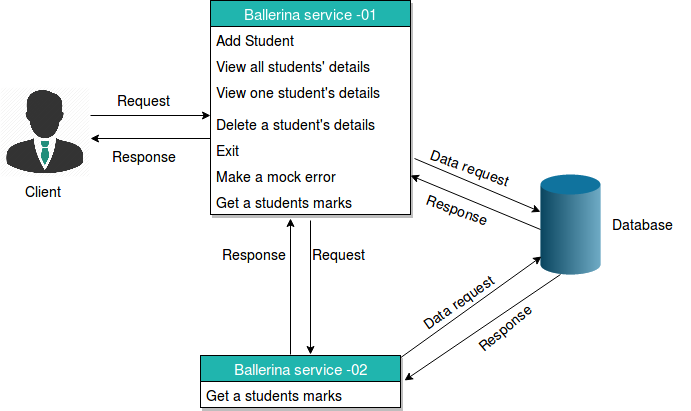 Ballerina service -01
Add Student
View all students' details
View one student's details
Delete a student's details
Exit
Make a mock error
Get a students marks
Request
Response
Client
Data request
Response
Database
Response
Request
Data request
Response
Ballerina service -02
Get a students marks